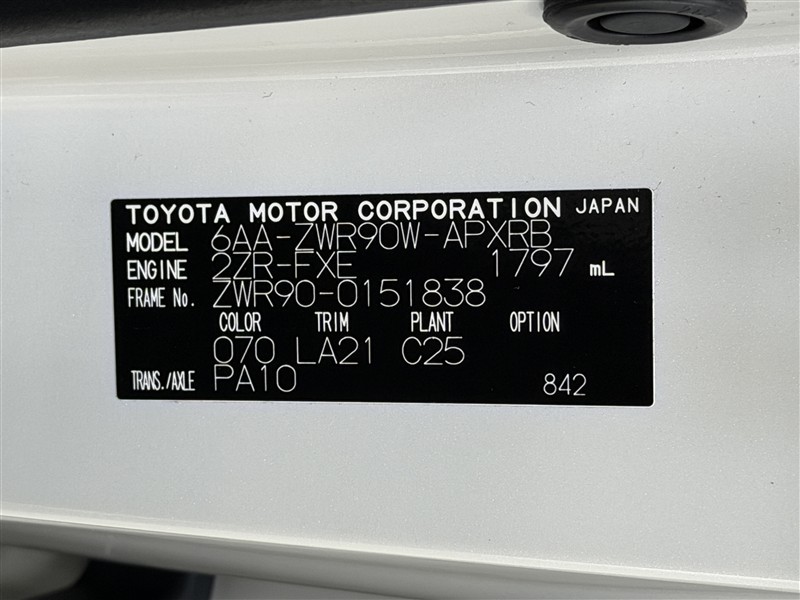 TOYOTA MOTOR CORPORATION JAPAN
MODEL 6AA-ZWR90W-APXRB
ENGINE 2ZR-FXE 1797 mL
FRAME No. ZWR90-0151838
COLOR TRIM PLANT OPTION
070 LA21 C25
TRANS./AXLE PA10 842